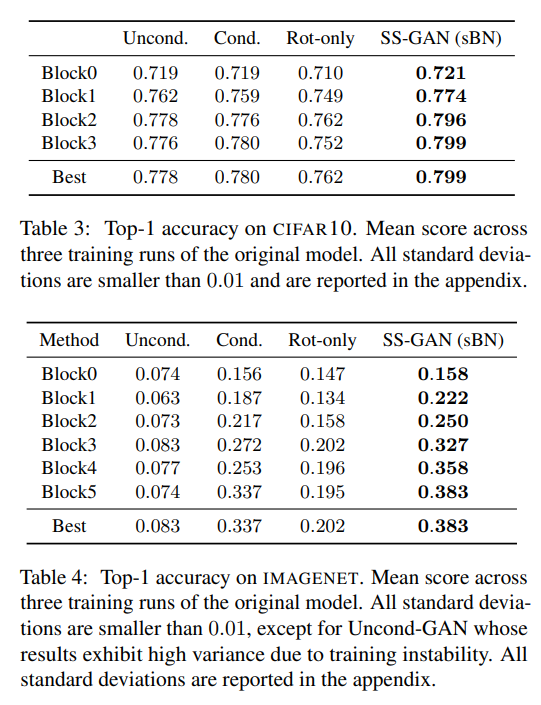 Uncond. Cond. Rot-only SS-GAN (sBN)
Block0 0.719 0.719 0.710 0.721
Block1 0.762 0.759 0.749 0.774
Block2 0.778 0.776 0.762 0.796
Block3 0.776 0.780 0.752 0.799
Best 0.778 0.780 0.762 0.799
Table 3: Top-1 accuracy on CIFAR10. Mean score across
three training runs of the original model. All standard devia-
tions are smaller than 0.01 and are reported in the appendix.
Method Uncond. Cond. Rot-only SS-GAN (sBN)
Block0 0.074 0.156 0.147 0.158
Block1 0.063 0.187 0.134 0.222
Block2 0.073 0.217 0.158 0.250
Block3 0.083 0.272 0.202 0.327
Block4 0.077 0.253 0.196 0.358
Block5 0.074 0.337 0.195 0.383
Best 0.083 0.337 0.202 0.383
Table 4: Top-1 accuracy on IMAGENET. Mean score across
three training runs of the original model. All standard devia-
tions are smaller than 0.01, except for Uncond-GAN whose
results exhibit high variance due to training instability. All
standard deviations are reported in the appendix.